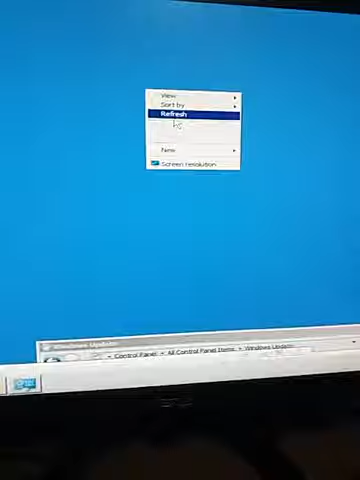 View
Sort by
Refresh
New
Screen resolution
Windows Update
Control Panel
All Control Panel Items
Windows Update